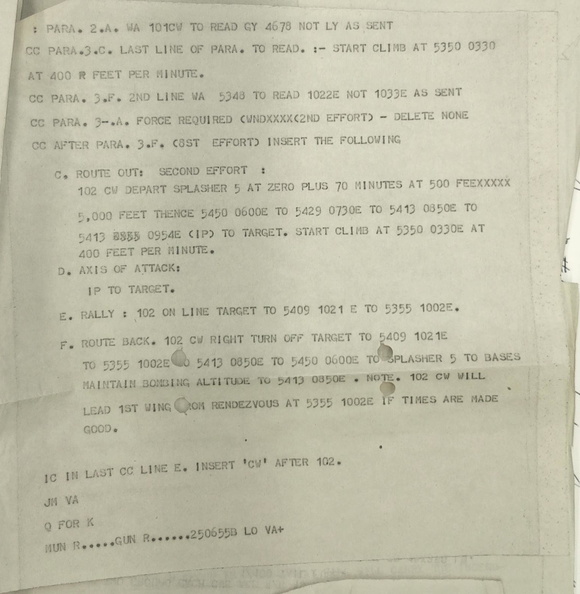 : PARA. 2.A. WA 101CW TO READ GY 4678 NOT LY AS SENT
CC PARA.3.C. LAST LINE OF PARA. TO READ. :- START CLIMB AT 5350 0330
AT 400 R FEET PER MINUTE.
CC PARA. 3.F. 2ND LINE WA 5348 TO READ 1022E NOT 1033E AS SENT
CC PARA. 3-.A. FORCE REQUIRED (WNDXXXX(2ND EFFORT) - DELETE NONE
CC AFTER PARA. 3.F. (8ST EFFORT) INSERT THE FOLLOWING
C. ROUTE OUT: SECOND EFFORT :
102 CW DEPART SPLASHER 5 AT ZERO PLUS 70 MINUTES AT 500 FEEXXXXX
5,000 FEET THENCE 5450 0600E TO 5429 0730E TO 5413 0850E TO
5413 0954E (IP) TO TARGET. START CLIMB AT 5350 0330E AT
400 FEET PER MINUTE.
D. AXIS OF ATTACK:
IP TO TARGET.
E. RALLY : 102 ON LINE TARGET TO 5409 1021 E TO 5355 1002E.
F. ROUTE BACK. 102 CW RIGHT TURN OFF TARGET TO 5409 1021E
TO 5355 1002E 5413 0850E TO 5450 0600E TO SPLASHER 5 TO BASES
MAINTAIN BOMBING ALTITUDE TO 5413 0850E . NOTE. 102 CW WILL
LEAD 1ST WING RENDEZVOUS AT 5355 1002E IF TIMES ARE MADE
GOOD.
IC IN LAST CC LINE E. INSERT 'CW' AFTER 102.
JM VA
Q FOR K
MUN R.....GUN R......250655B LO VA+